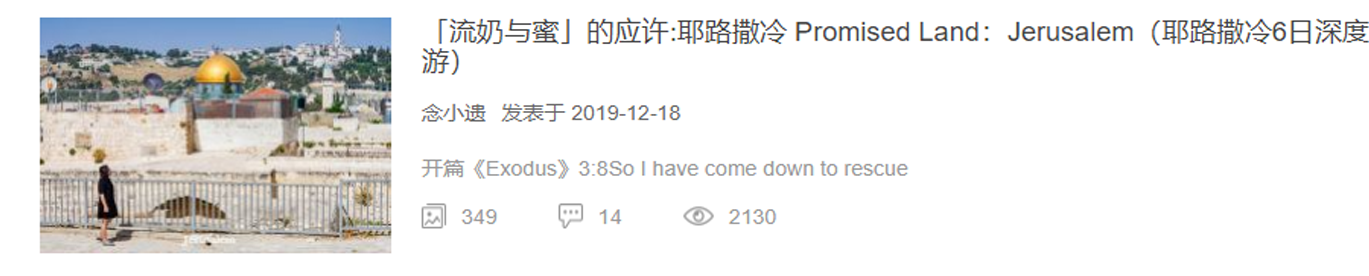 「流奶与蜜」的应许:耶路撒冷 Promised Land：Jerusalem（耶路撒冷6日深度
游）
念小遗 发表于 2019-12-18
开篇《Exodus》3:8So I have come down to rescue
349 14 2130
Jerusalem